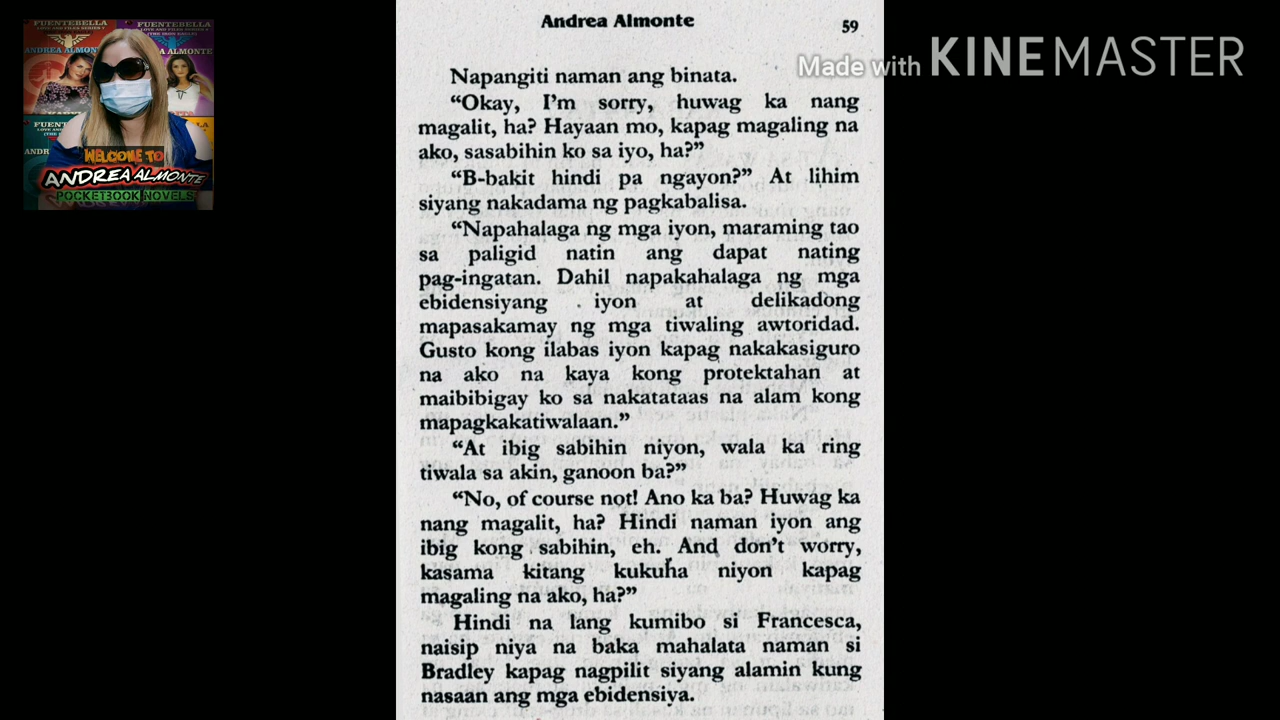 Andrea Almonte
59
Made with KINEMASTER
Napangiti naman ang binata.
“Okay, I’m sorry, huwag ka nang
magalit, ha? Hayaan mo, kapag magaling na
ako, sasabihin ko sa iyo, ha?”
“B-bakit hindi pa ngayon?” At lihim
siyang nakadama ng pagkabalisa.
“Napahalaga ng mga iyon, maraming tao
sa paligid natin ang dapat nating
pag-ingatan. Dahil napakahalaga ng mga
ebidensiyang iyon at delikadong
mapasakamay ng mga tiwaling awtoridad.
Gusto kong ilabas iyon kapag nakakasiguro
na ako na kaya kong protektahan at
maibibigay ko sa nakatataas na alam kong
mapagkakatiwalaan.”
“At ibig sabihin niyon, wala ka ring
tiwala sa akin, ganoon ba?”
“No, of course not! Ano ka ba? Huwag ka
nang magalit, ha? Hindi naman iyon ang
ibig kong sabihin, eh. And don’t worry,
kasama kitang kukuha niyon kapag
magaling na ako, ha?”
Hindi na lang kumibo si Francesca,
naisip niya na baka mahalata naman si
Bradley kapag nagpilit siyang alamin kung
nasaan ang mga ebidensiya.
FUENTEBELLA
FUENTEBELLA
ANDREA ALMON
ALMONTE
WELCOME TO
ANDREA ALMONTE
POCKETBOOK NOVELS